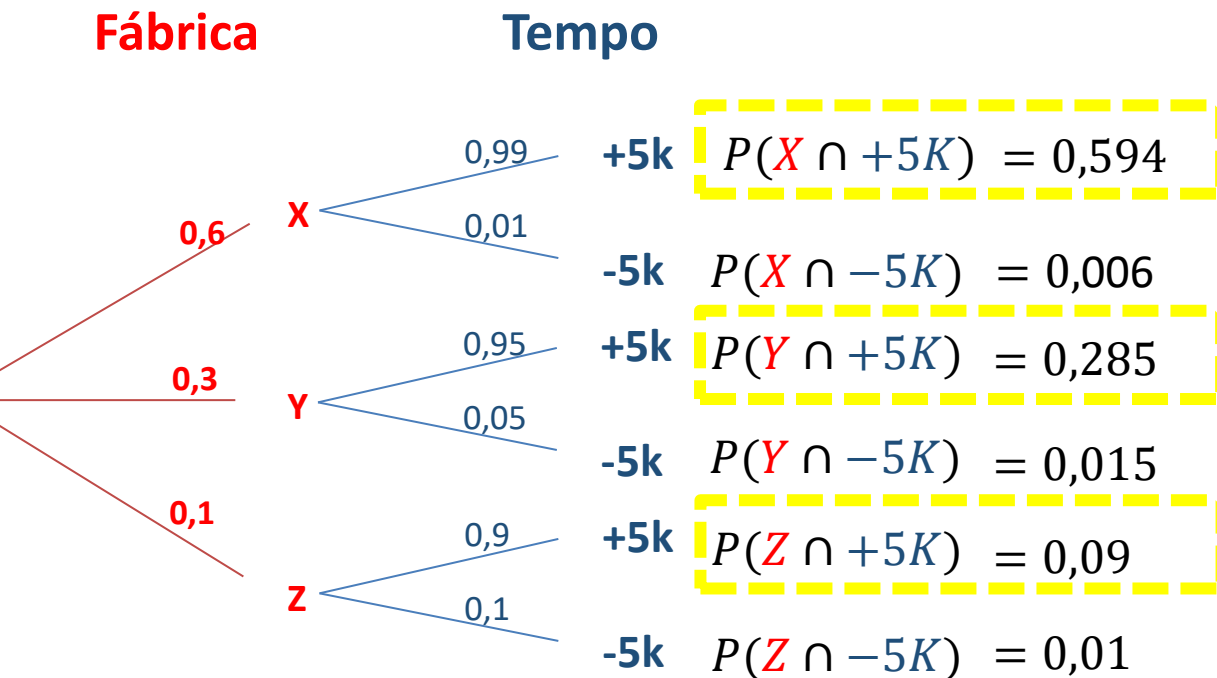 Fábrica Tempo
0,99 +5k P(X ∩ +5K) = 0,594
0,6 X 0,01
-5k P(X ∩ −5K) = 0,006
0,95 +5k P(Y ∩ +5K) = 0,285
0,3 Y 0,05
-5k P(Y ∩ −5K) = 0,015
0,1 0,9 +5k P(Z ∩ +5K) = 0,09
Z 0,1
-5k P(Z ∩ −5K) = 0,01